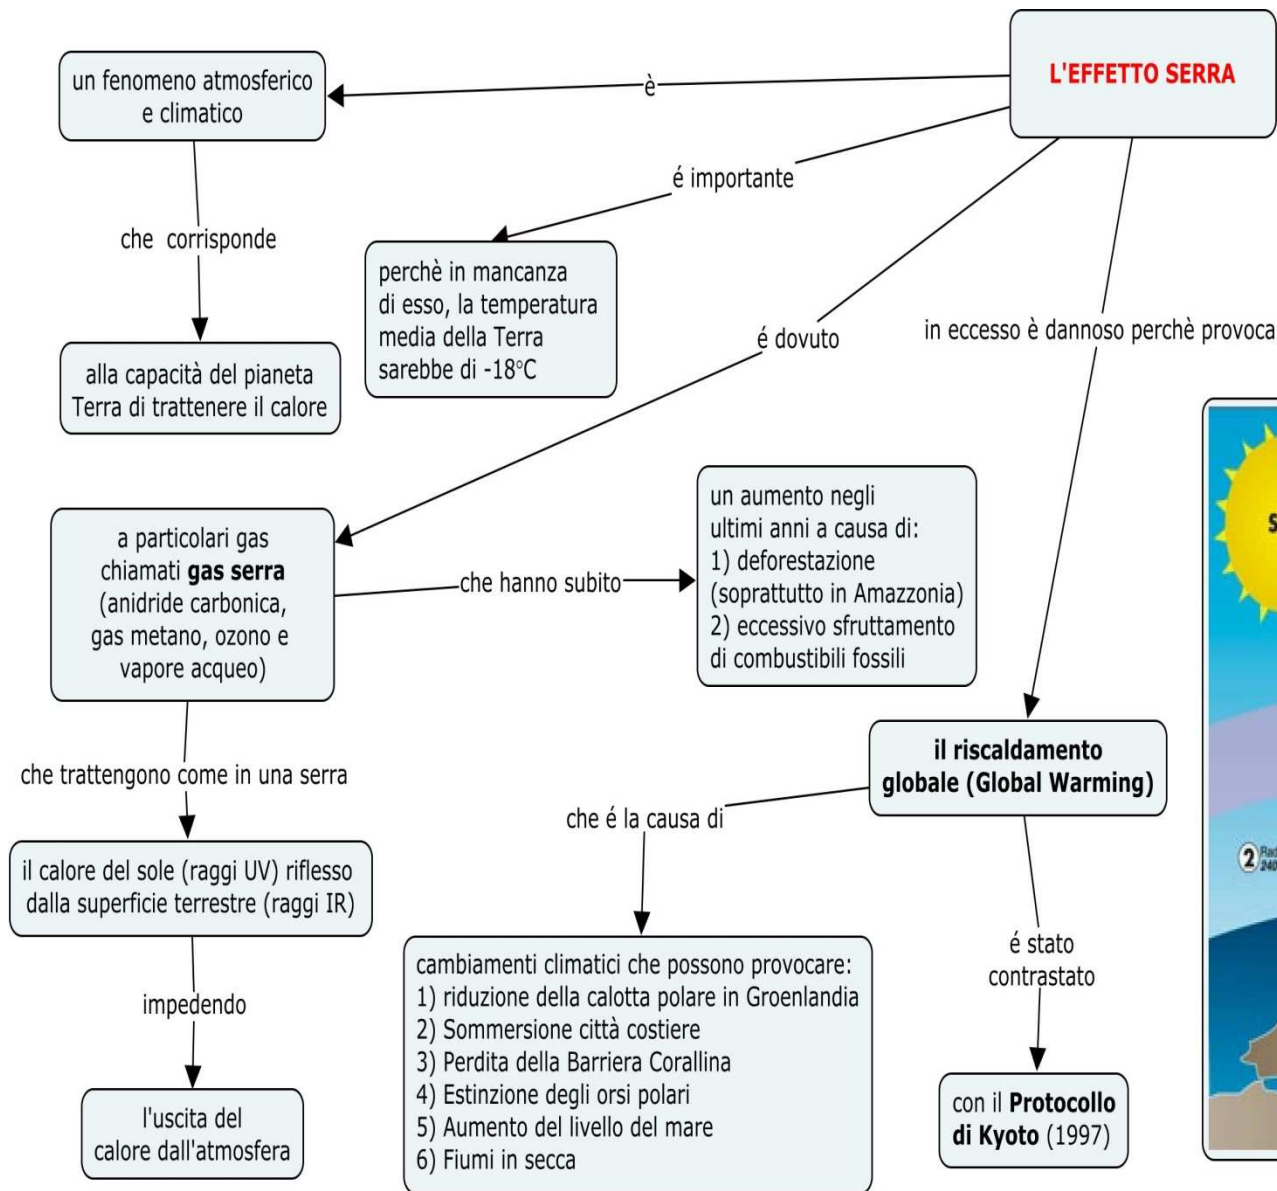 L'EFFETTO SERRA
è
un fenomeno atmosferico
e climatico
che corrisponde
alla capacità del pianeta
Terra di trattenere il calore
é importante
perchè in mancanza
di esso, la temperatura
media della Terra
sarebbe di -18°C
é dovuto
a particolari gas
chiamati gas serra
(anidride carbonica,
gas metano, ozono e
vapore acqueo)
che hanno subito
un aumento negli
ultimi anni a causa di:
1) deforestazione
(soprattutto in Amazzonia)
2) eccessivo sfruttamento
di combustibili fossili
che trattengono come in una serra
il calore del sole (raggi UV) riflesso
dalla superficie terrestre (raggi IR)
impedendo
l'uscita del
calore dall'atmosfera
in eccesso è dannoso perchè provoca
il riscaldamento
globale (Global Warming)
che é la causa di
cambiamenti climatici che possono provocare:
1) riduzione della calotta polare in Groenlandia
2) Sommersione città costiere
3) Perdita della Barriera Corallina
4) Estinzione degli orsi polari
5) Aumento del livello del mare
6) Fiumi in secca
é stato
contrastato
con il Protocollo
di Kyoto (1997)
2
240